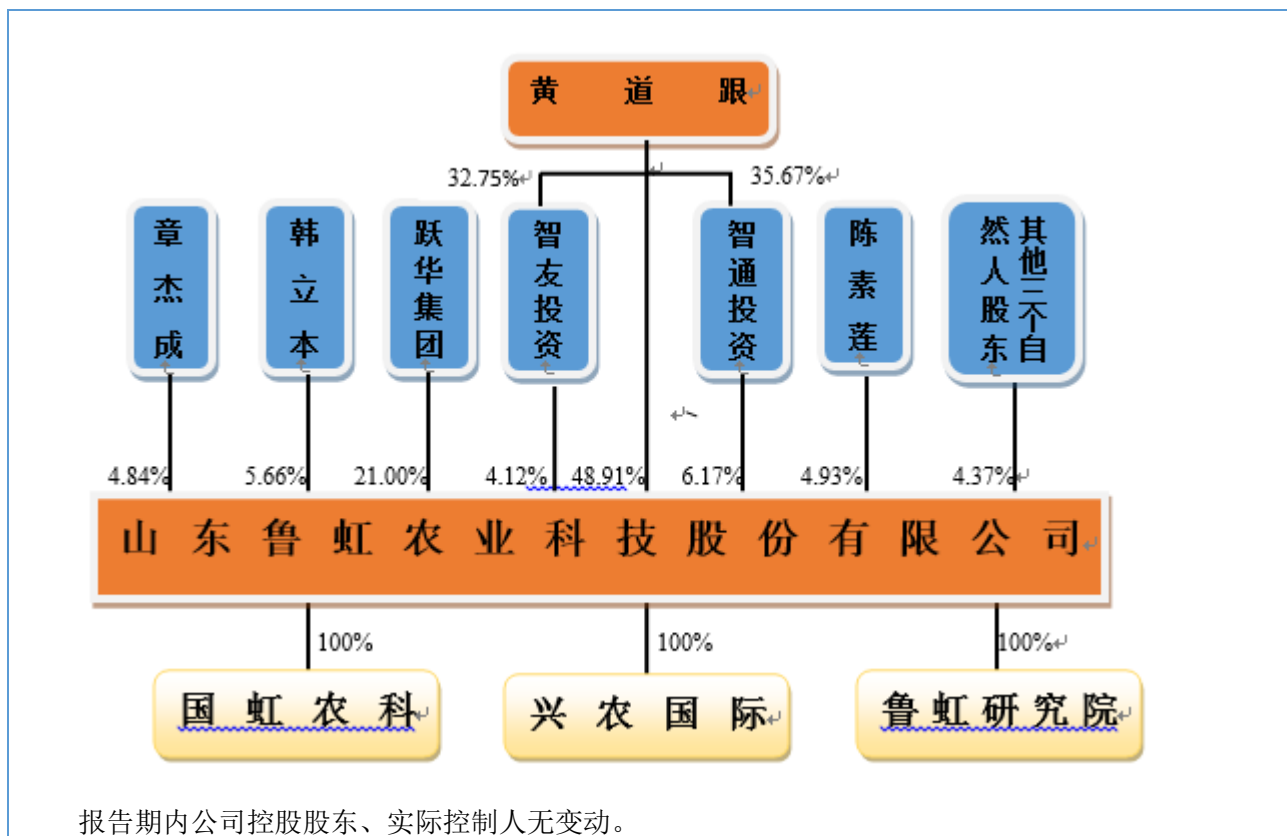 黄道跟
32.75%
35.67%
章杰成
韩立本
跃华集团
智友投资
智通投资
陈素莲
其他三个自
然人股东
4.84%
5.66%
21.00%
4.12%
48.91%
6.17%
4.93%
4.37%
山东鲁虹农业科技股份有限公司
100%
100%
100%
国虹农科
兴农国际
鲁虹研究院
报告期内公司控股股东、实际控制人无变动。